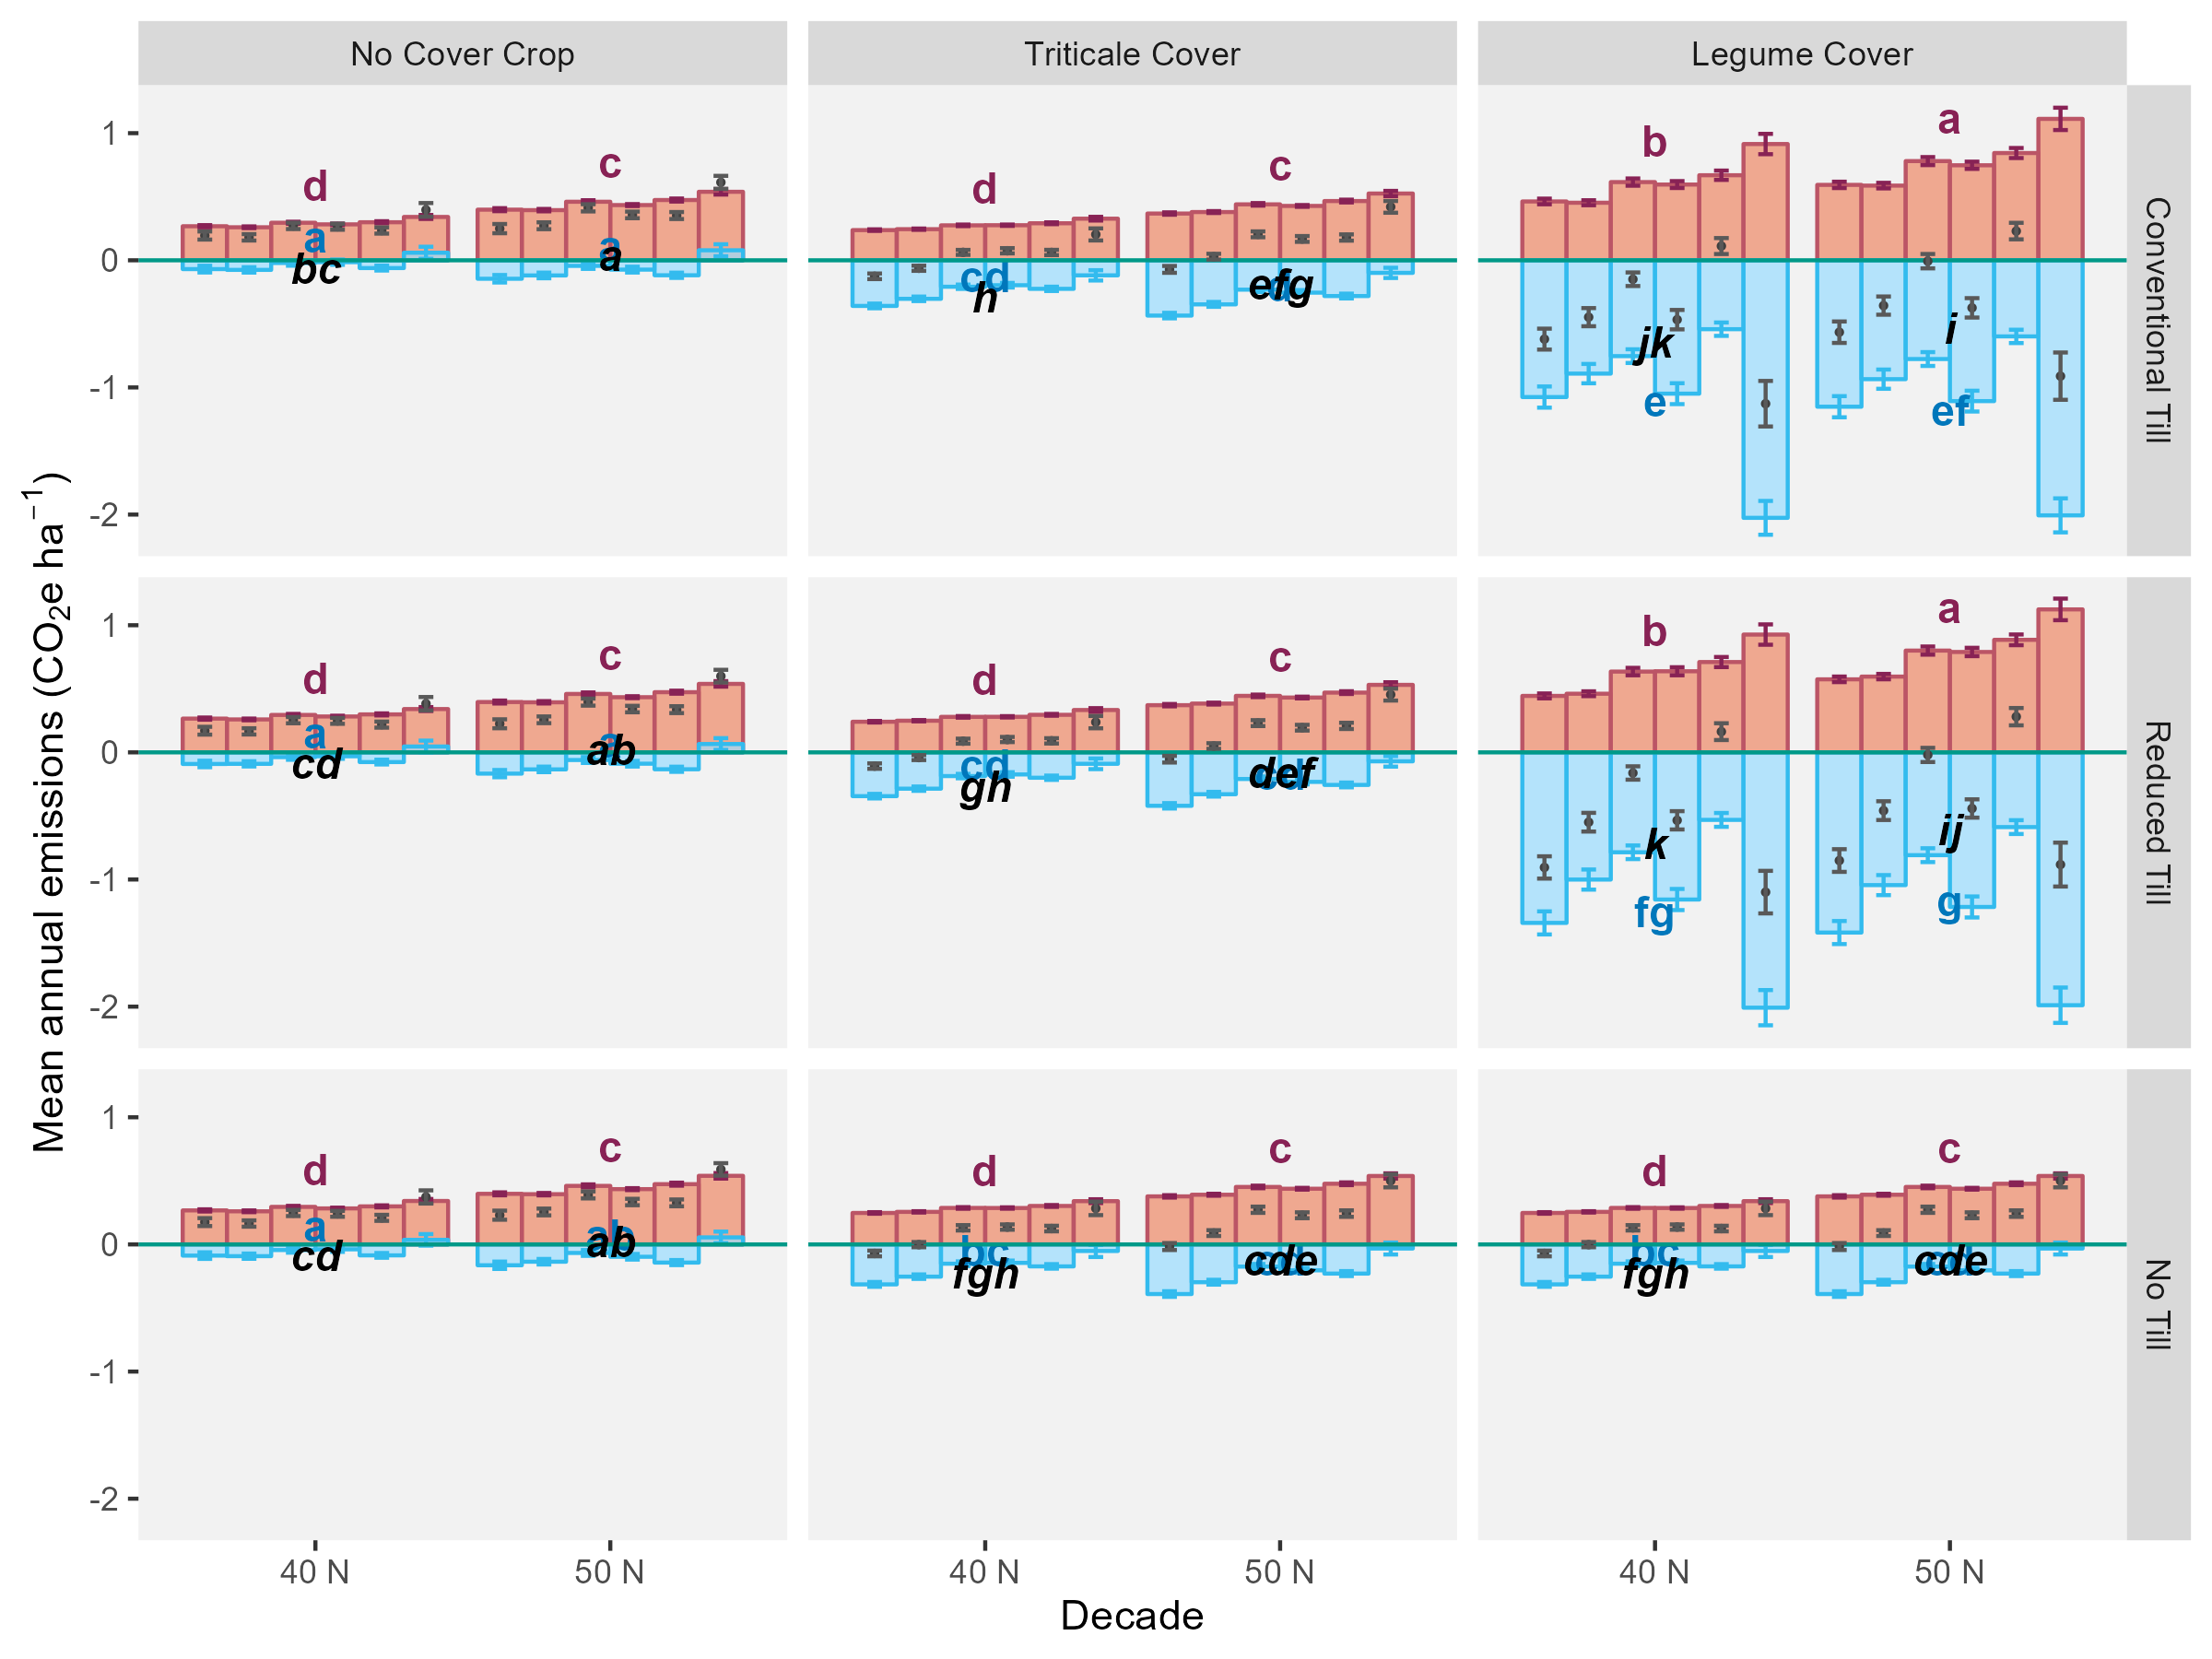 No Cover Crop
Triticale Cover
Legume Cover
Mean annual emissions (CO₂e ha⁻¹)
1
0
-1
-2
d
a
bc
c
a
d
cd
h
c
efg
b
jk
e
a
i
ef
Conventional Till
1
0
-1
-2
d
a
cd
c
ab
d
cd
gh
c
def
b
k
fg
a
ij
g
Reduced Till
1
0
-1
-2
d
a
cd
c
ab
d
bc
fgh
c
cde
d
bc
fgh
c
cde
No Till
40 N
50 N
40 N
50 N
40 N
50 N
Decade